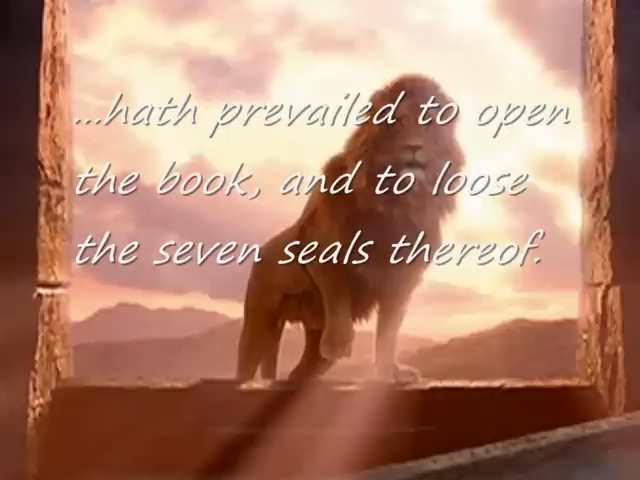 ...hath prevailed to open
the book, and to loose
the seven seals thereof.